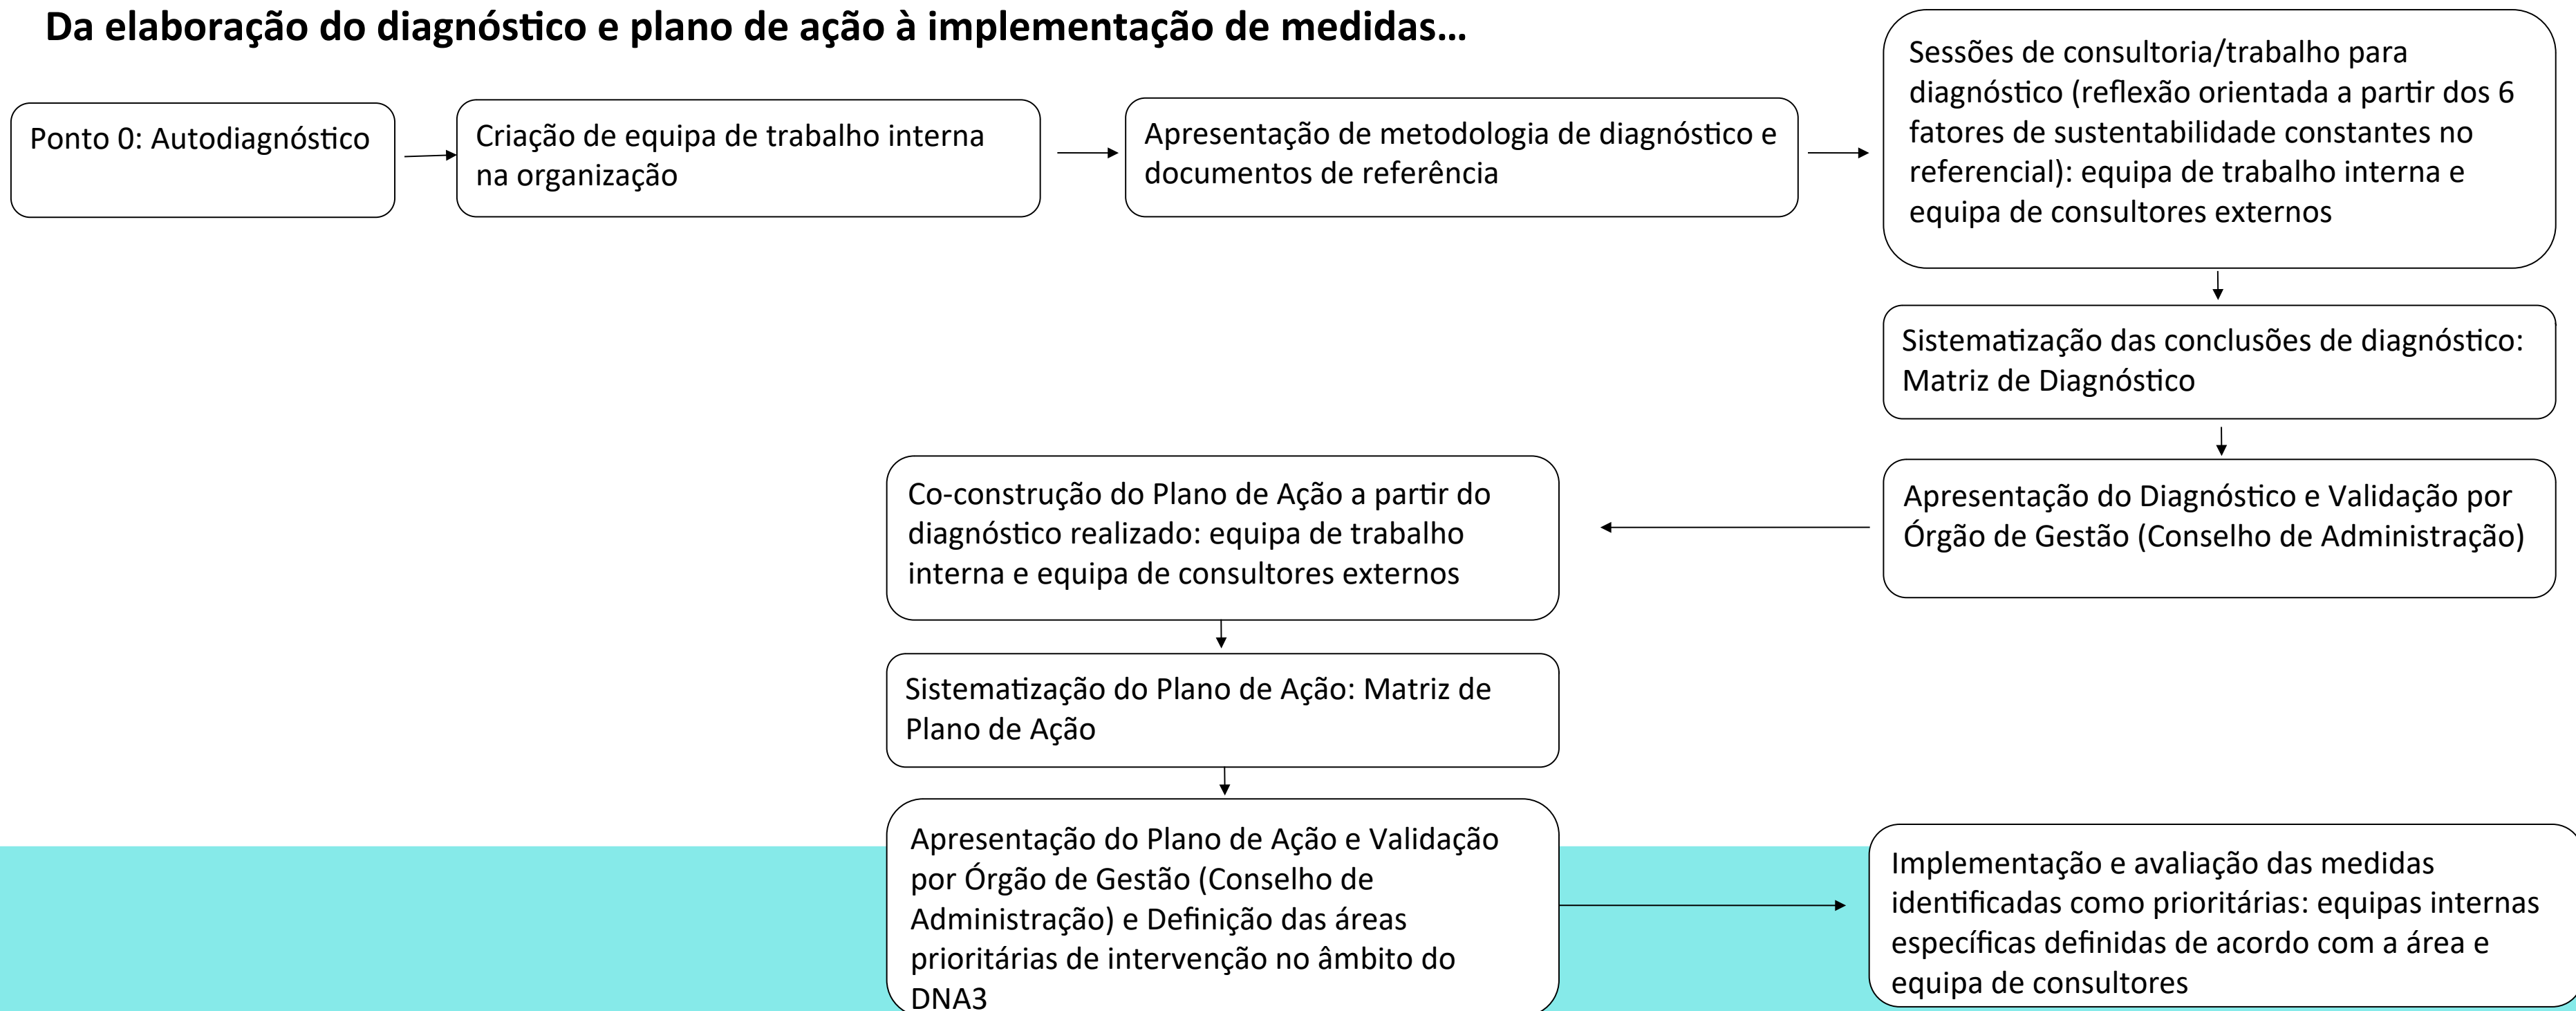 Da elaboração do diagnóstico e plano de ação à implementação de medidas...
Ponto 0: Autodiagnóstico
Criação de equipa de trabalho interna
na organização
Apresentação de metodologia de diagnóstico e
documentos de referência
Sessões de consultoria/trabalho para
diagnóstico (reflexão orientada a partir dos 6
fatores de sustentabilidade constantes no
referencial): equipa de trabalho interna e
equipa de consultores externos
Sistematização das conclusões de diagnóstico:
Matriz de Diagnóstico
Apresentação do Diagnóstico e Validação por
Órgão de Gestão (Conselho de Administração)
Co-construção do Plano de Ação a partir do
diagnóstico realizado: equipa de trabalho
interna e equipa de consultores externos
Sistematização do Plano de Ação: Matriz de
Plano de Ação
Apresentação do Plano de Ação e Validação
por Órgão de Gestão (Conselho de
Administração) e Definição das áreas
prioritárias de intervenção no âmbito do
DNA3
Implementação e avaliação das medidas
identificadas como prioritárias: equipas internas
específicas definidas de acordo com a área e
equipa de consultores